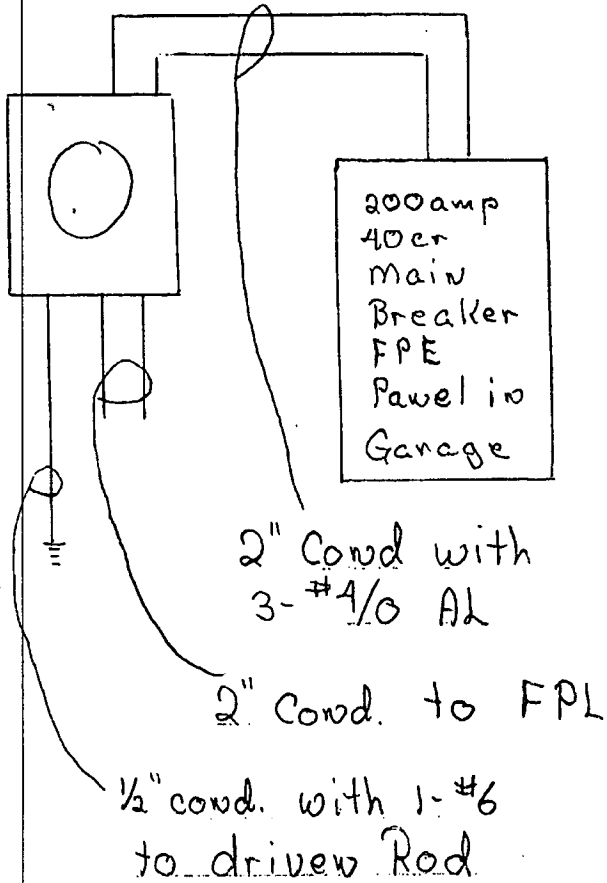 200amp
40cr
Main
Breaker
FPE
Panel in
Garage
2" Cond with
3-#4/0 AL
2" Cond. to FPL
1/2" cond. with 1-#6
to driven Rod